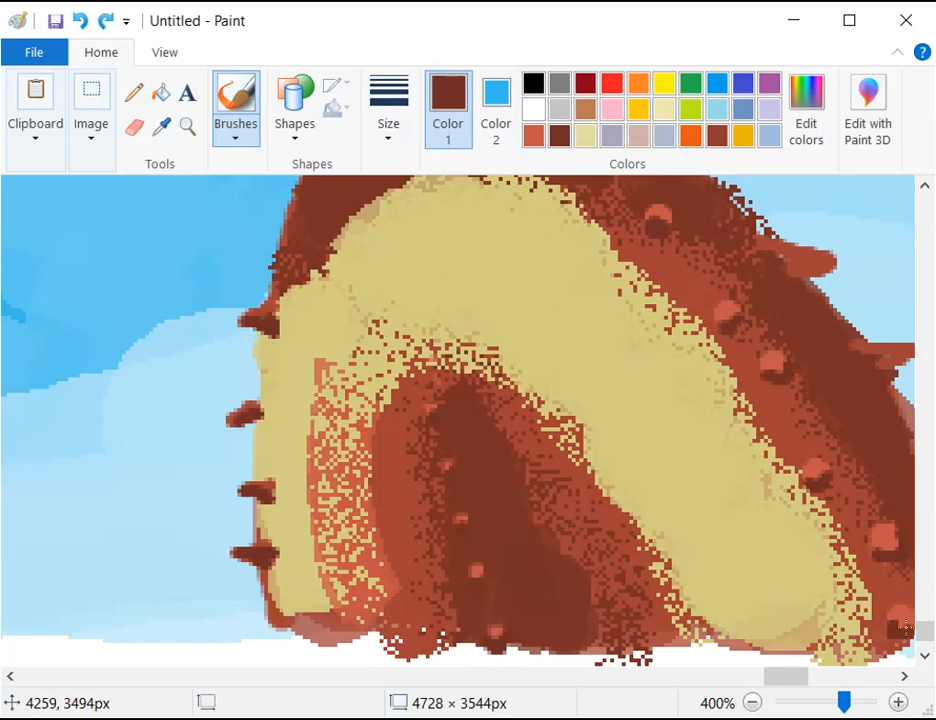 Untitled - Paint
File Home View
Clipboard
Image
Tools
Brushes
Shapes
Shapes
Size
Color 1
Color 2
Edit colors
Colors
Edit with Paint 3D
4259, 3494px
4728 × 3544px
400%